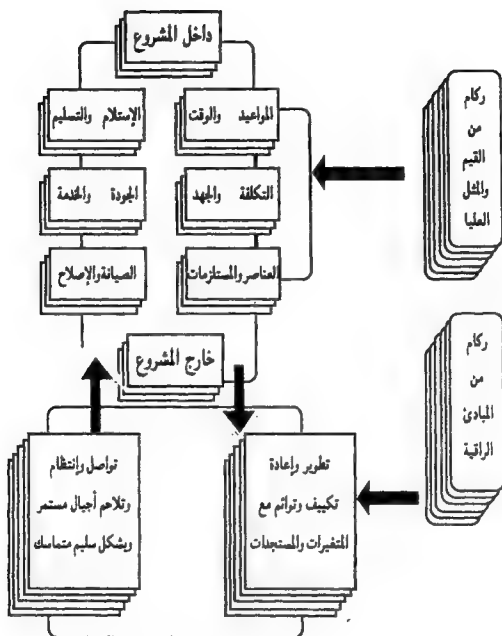 داخل المشروع
المواعيد والوقت
الإستلام والتسليم
التكلفة والجهد
الجودة والخدمة
العناصر والمستلزمات
الصيانة والإصلاح
ركام
من
القيم
والمثل
العليا
خارج المشروع
ركام
من
المبادئ
الراقية
تطوير وإعادة
تكييف وتوائم مع
المتغيرات والمستجدات
تواصل وإنتظام
وتلاهم أجيال مستمر
وبشكل سليم متماسك